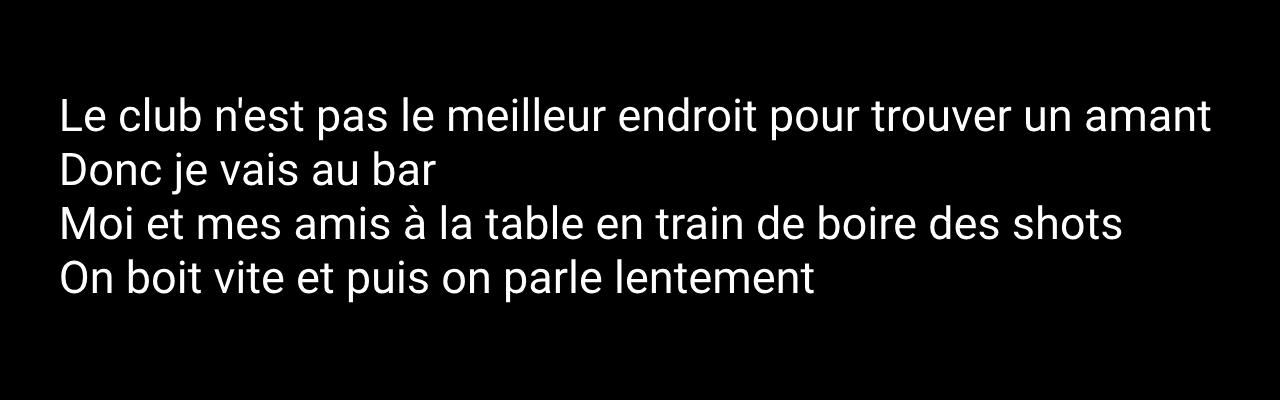 Le club n'est pas le meilleur endroit pour trouver un amant
Donc je vais au bar
Moi et mes amis à la table en train de boire des shots
On boit vite et puis on parle lentement